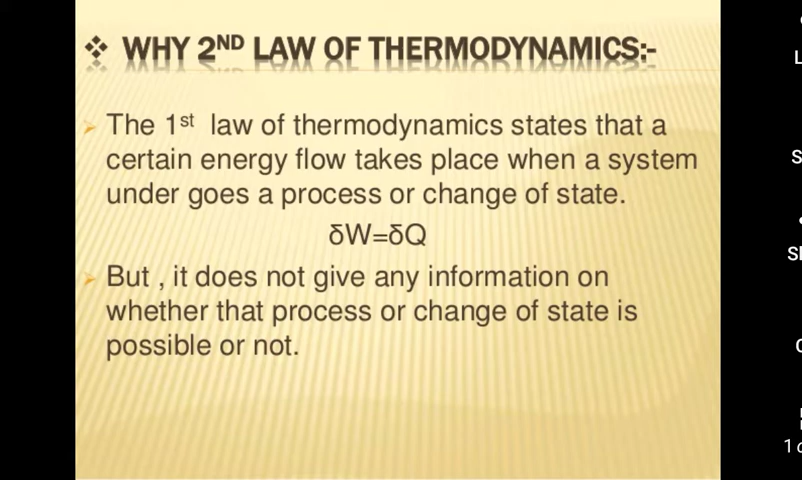 ❖ WHY 2ND LAW OF THERMODYNAMICS:-
The 1st law of thermodynamics states that a
certain energy flow takes place when a system
under goes a process or change of state.
δW=δQ
But , it does not give any information on
whether that process or change of state is
possible or not.